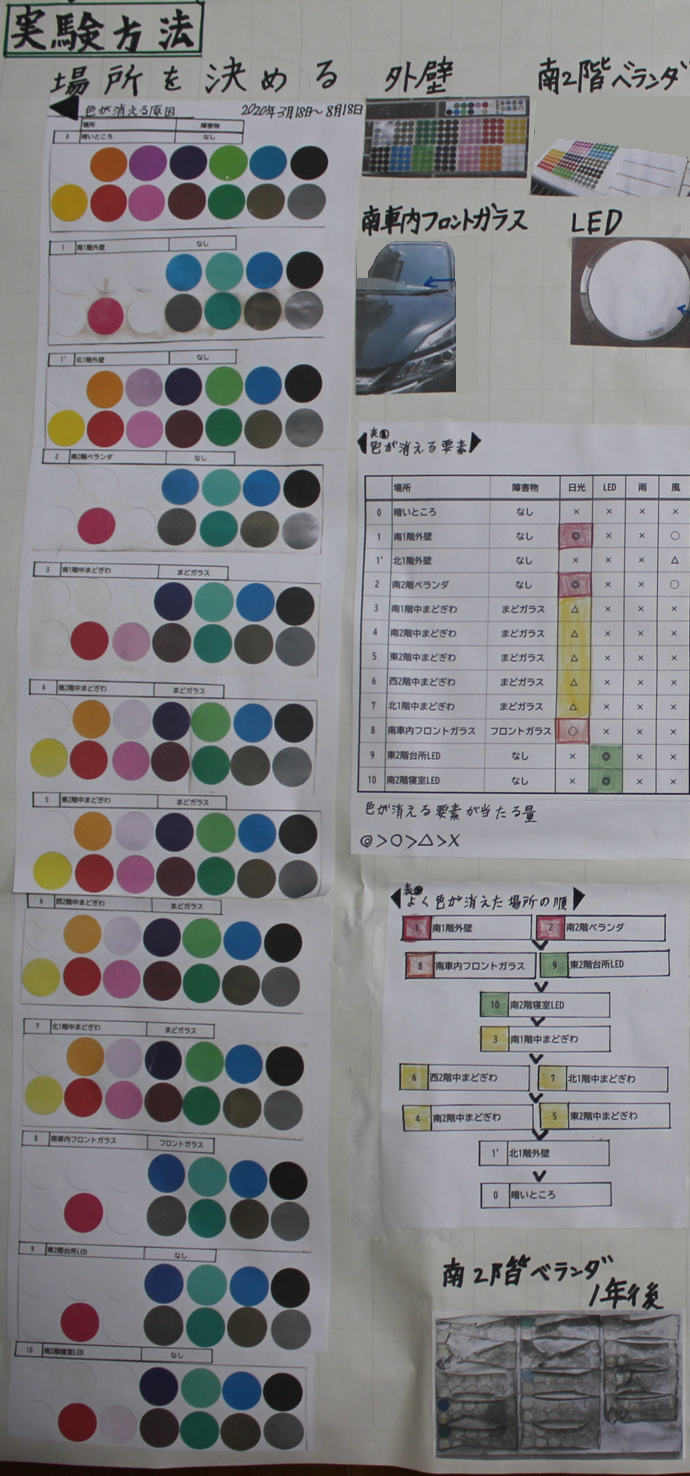 実験方法
場所を決める
色が消える原因 2020年3月18日～8月18日
場所 障害物
0 暗いところ なし
1 南1階外壁 なし
1' 北1階外壁 なし
2 南2階ベランダ なし
3 南1階中まどぎわ まどガラス
4 南2階中まどぎわ まどガラス
5 東2階中まどぎわ まどガラス
6 西2階中まどぎわ まどガラス
7 北1階中まどぎわ まどガラス
8 南車内フロントガラス フロントガラス
9 東2階台所LED なし
10 南2階寝室LED なし
外壁
南2階ベランダ
南車内フロントガラス
LED
表①
色が消える要素
場所 障害物 日光 LED 雨 風
0 暗いところ なし × × × ×
1 南1階外壁 なし ◎ × × ○
1' 北1階外壁 なし × × × △
2 南2階ベランダ なし ◎ × × ○
3 南1階中まどぎわ まどガラス △ × × ×
4 南2階中まどぎわ まどガラス △ × × ×
5 東2階中まどぎわ まどガラス △ × × ×
6 西2階中まどぎわ まどガラス △ × × ×
7 北1階中まどぎわ まどガラス △ × × ×
8 南車内フロントガラス フロントガラス ○ × × ×
9 東2階台所LED なし × ◎ × ×
10 南2階寝室LED なし × ◎ × ×
色が消える要素が当たる量
◎>○>△>×
表②
よく色が消えた場所の順
1 南1階外壁 2 南2階ベランダ
8 南車内フロントガラス 9 東2階台所LED
10 南2階寝室LED
3 南1階中まどぎわ
6 西2階中まどぎわ 7 北1階中まどぎわ
4 南2階中まどぎわ 5 東2階中まどぎわ
1' 北1階外壁
0 暗いところ
南2階ベランダ
1年後